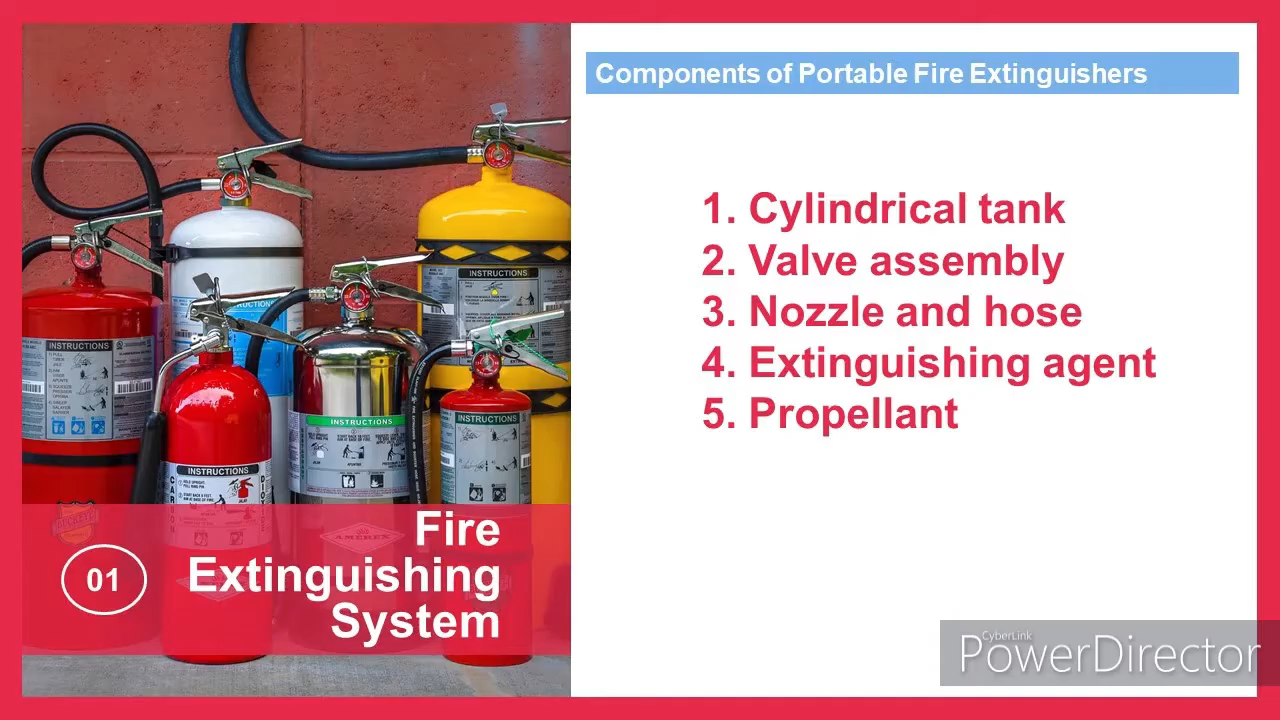 Components of Portable Fire Extinguishers
1. Cylindrical tank
2. Valve assembly
3. Nozzle and hose
4. Extinguishing agent
5. Propellant
INSTRUCTIONS
INSTRUCTIONS
INSTRUCTIONS
INSTRUCTIONS
INSTRUCTIONS
AMEREX
01
Fire
Extinguishing
System
CyberLink
PowerDirector